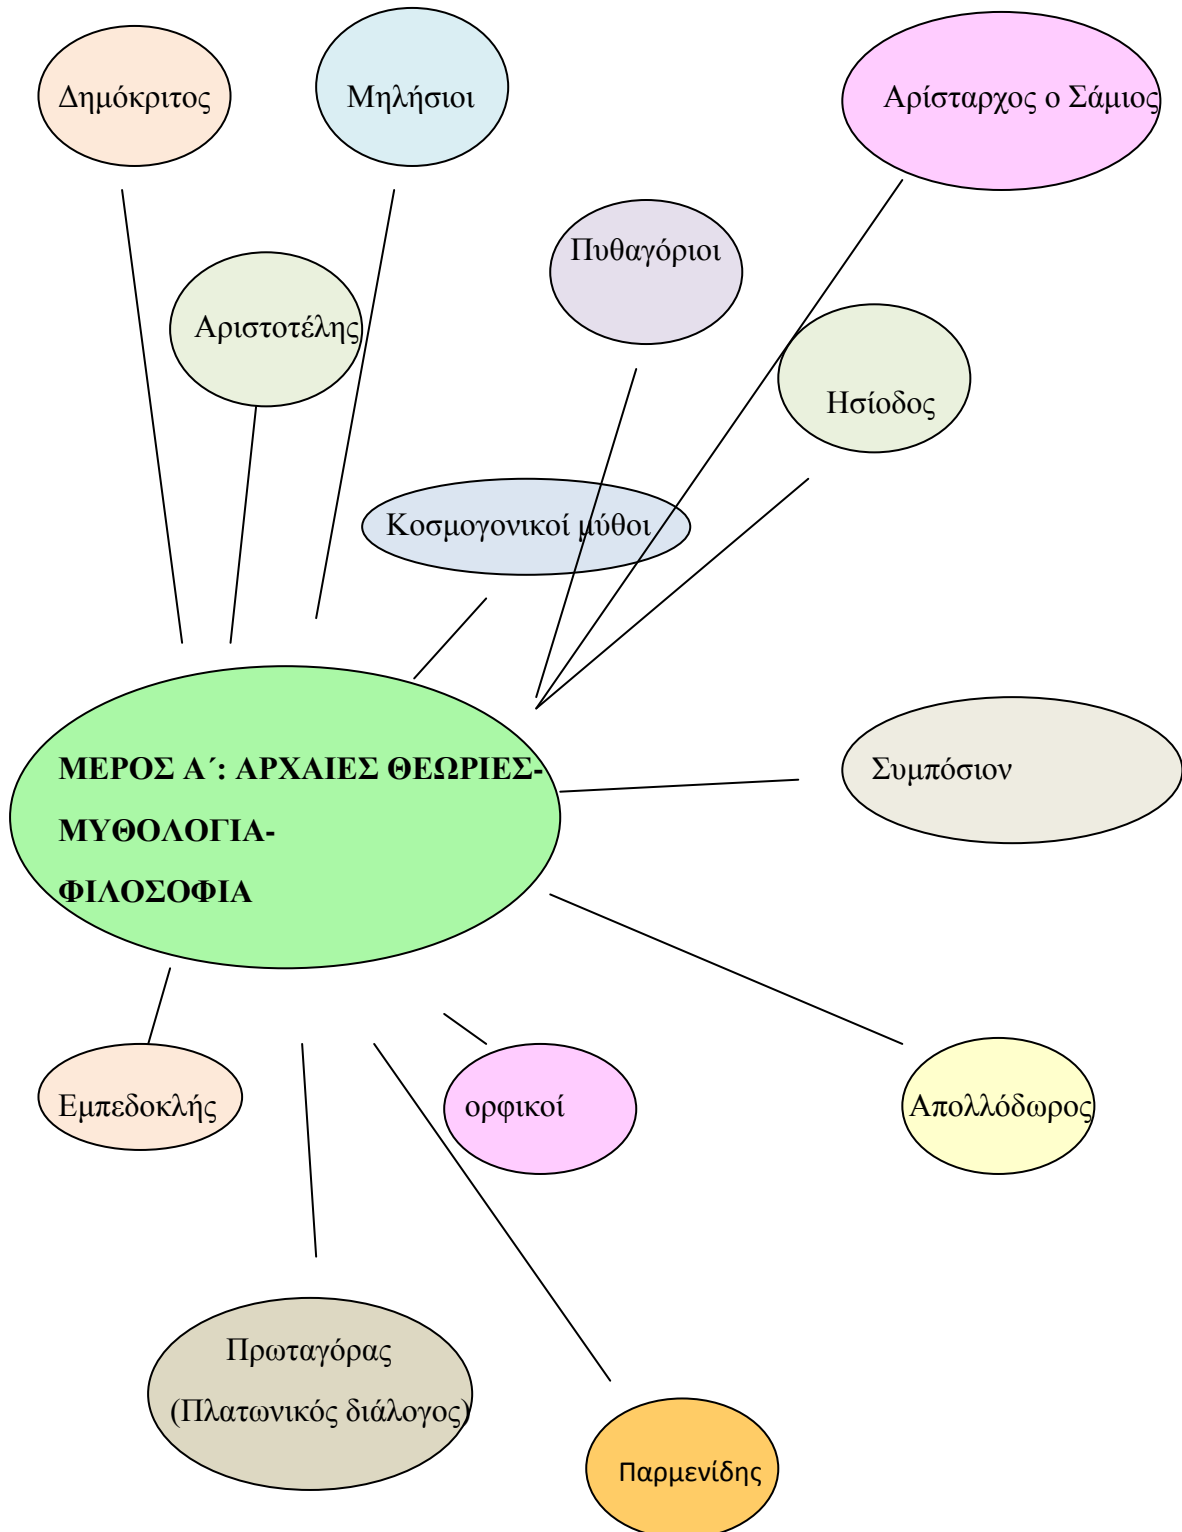 Δημόκριτος
Μηλήσιοι
Αρίσταρχος ο Σάμιος
Πυθαγόριοι
Αριστοτέλης
Ησίοδος
Κοσμογονικοί μύθοι
ΜΕΡΟΣ Α΄: ΑΡΧΑΙΕΣ ΘΕΩΡΙΕΣ-
ΜΥΘΟΛΟΓΙΑ-
ΦΙΛΟΣΟΦΙΑ
Συμπόσιον
Εμπεδοκλής
ορφικοί
Απολλόδωρος
Πρωταγόρας
(Πλατωνικός διάλογος)
Παρμενίδης